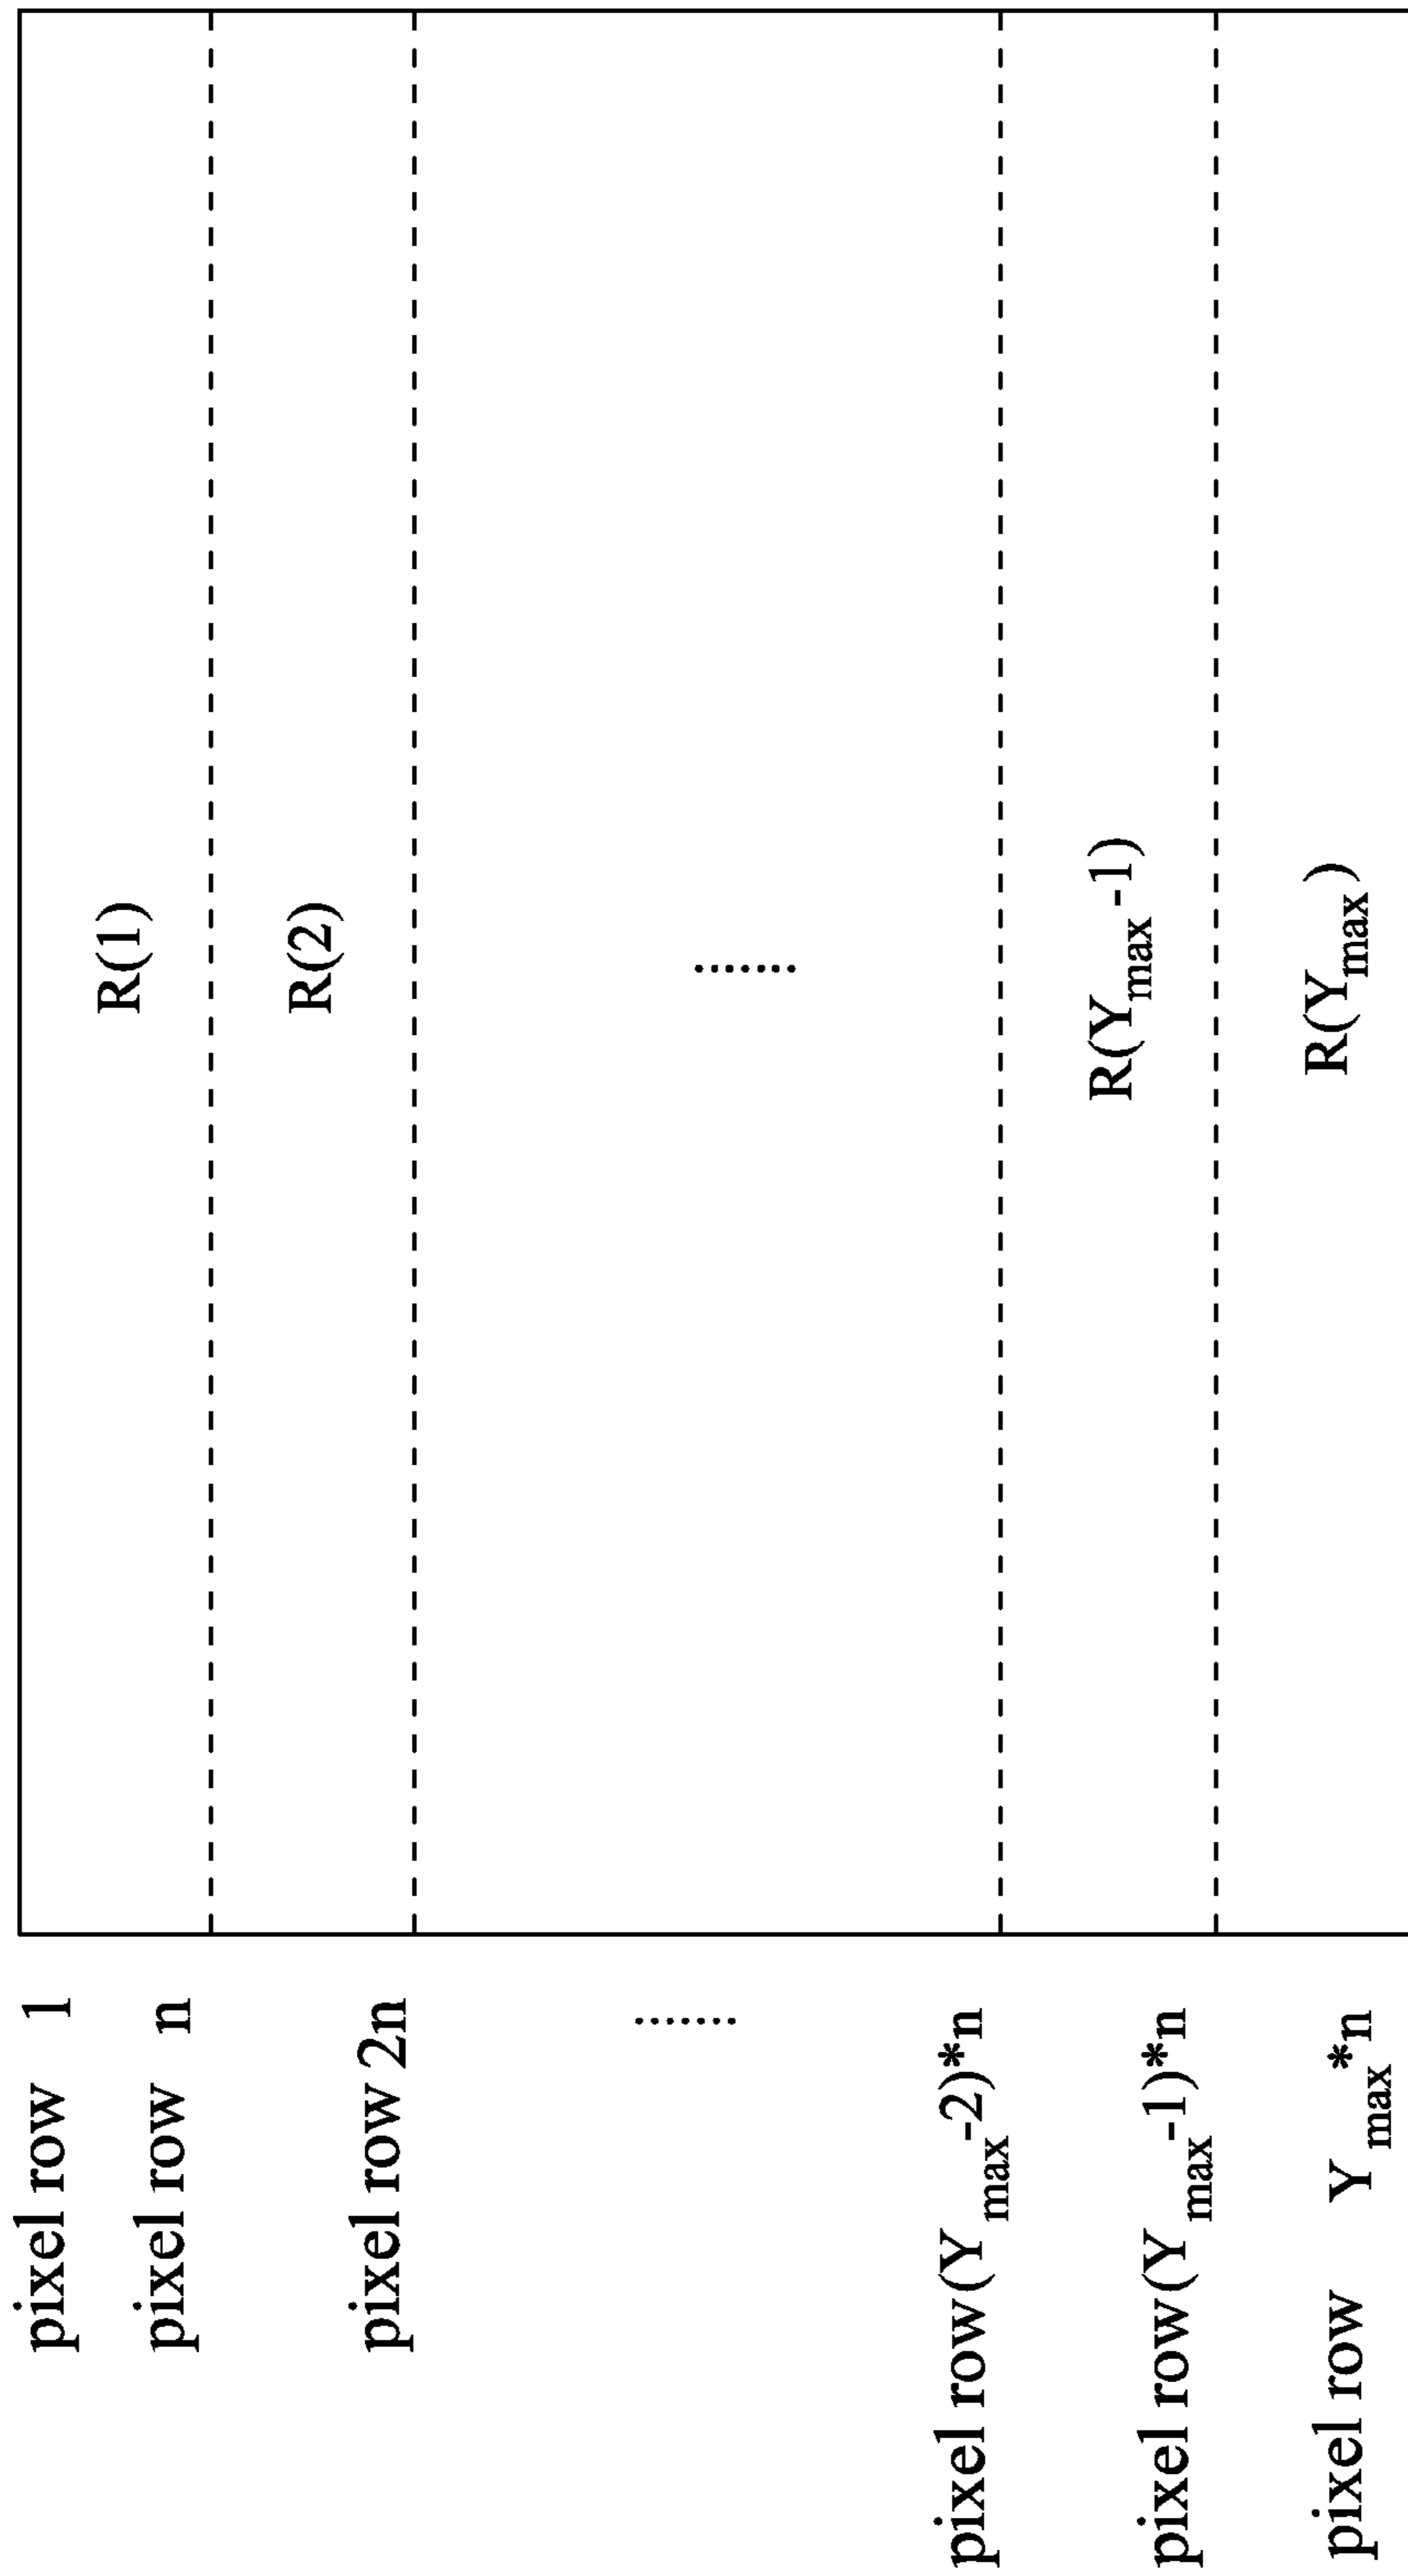 pixel row 1
R(1)
pixel row n
R(2)
pixel row 2n
.......
.......
pixel row(Ymax-2)*n
R(Ymax-1)
pixel row(Ymax-1)*n
R(Ymax)
pixel row Ymax*n